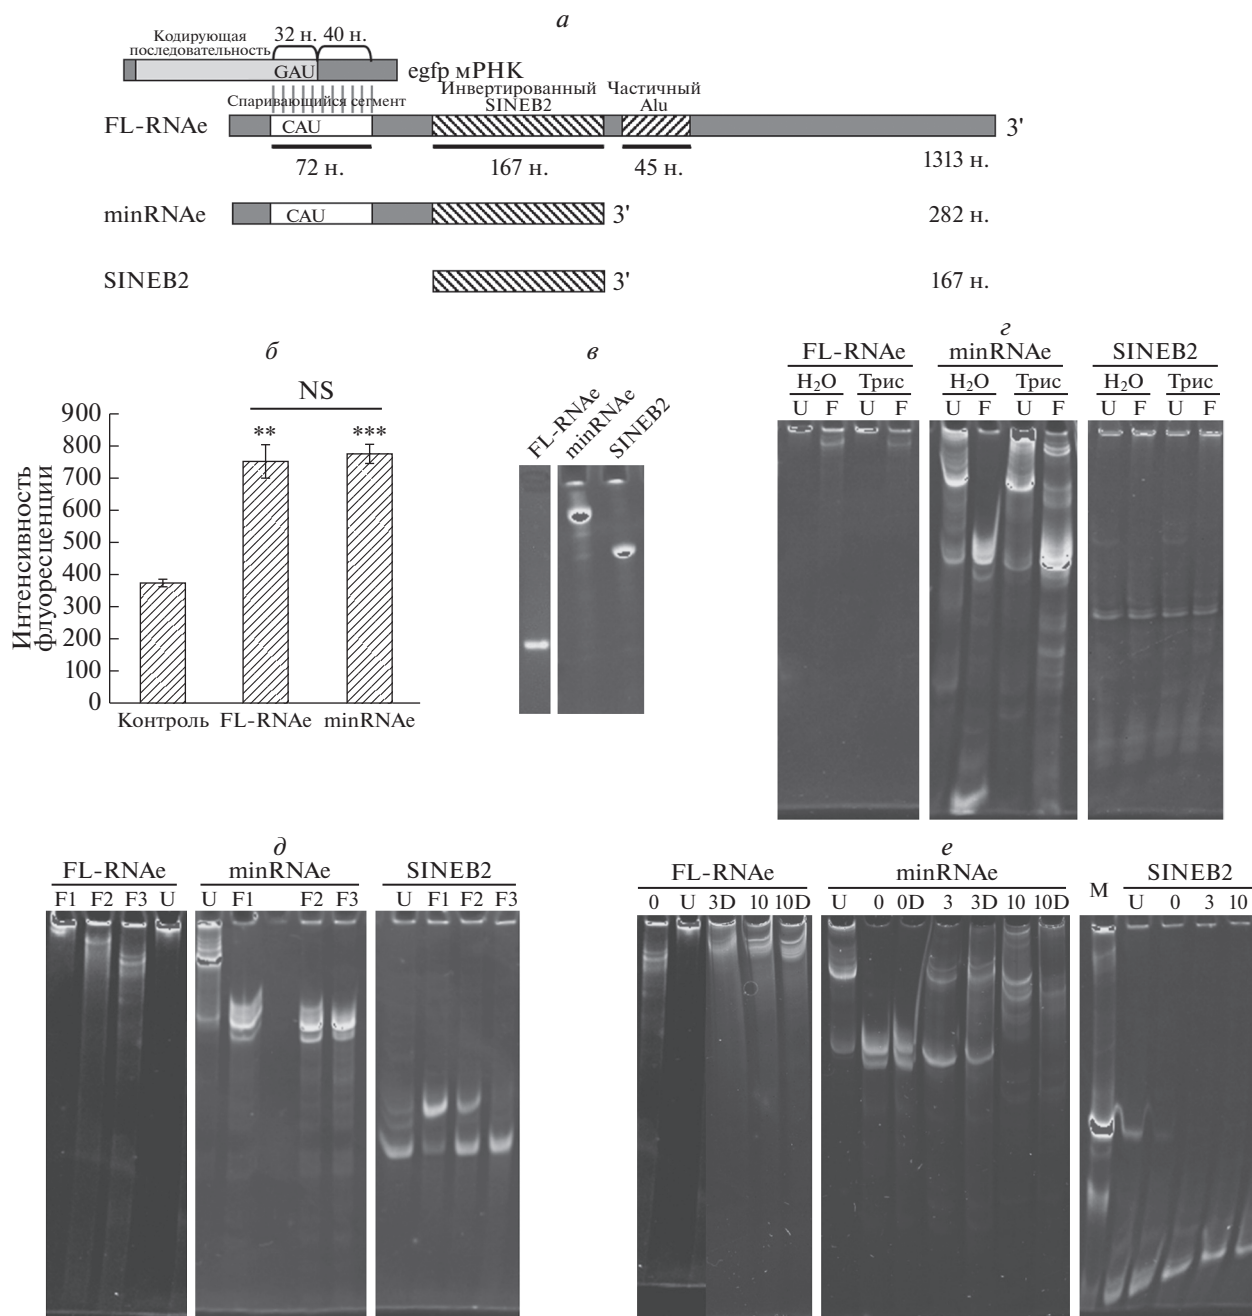 а
Кодирующая
последовательность
32 н. 40 н.
GAU
egfp мРНК
Спаривающийся сегмент
Инвертированный
SINEB2
Частичный
Alu
FL-RNAe
CAU
3'
72 н.
167 н.
45 н.
1313 н.
minRNAe
CAU
3'
282 н.
SINEB2
3'
167 н.
б
NS
Интенсивность
флуоресценции
900
800
700
600
500
400
300
200
100
0
**
***
Контроль FL-RNAe minRNAe
в
FL-RNAe
minRNAe
SINEB2
г
FL-RNAe minRNAe SINEB2
H₂O Трис H₂O Трис H₂O Трис
U F U F U F U F U F U F
д
FL-RNAe minRNAe SINEB2
F1 F2 F3 U U F1 F2 F3 U F1 F2 F3
е
FL-RNAe minRNAe M SINEB2
0 U 3D 10 10D U 0 0D 3 3D 10 10D U 0 3 10